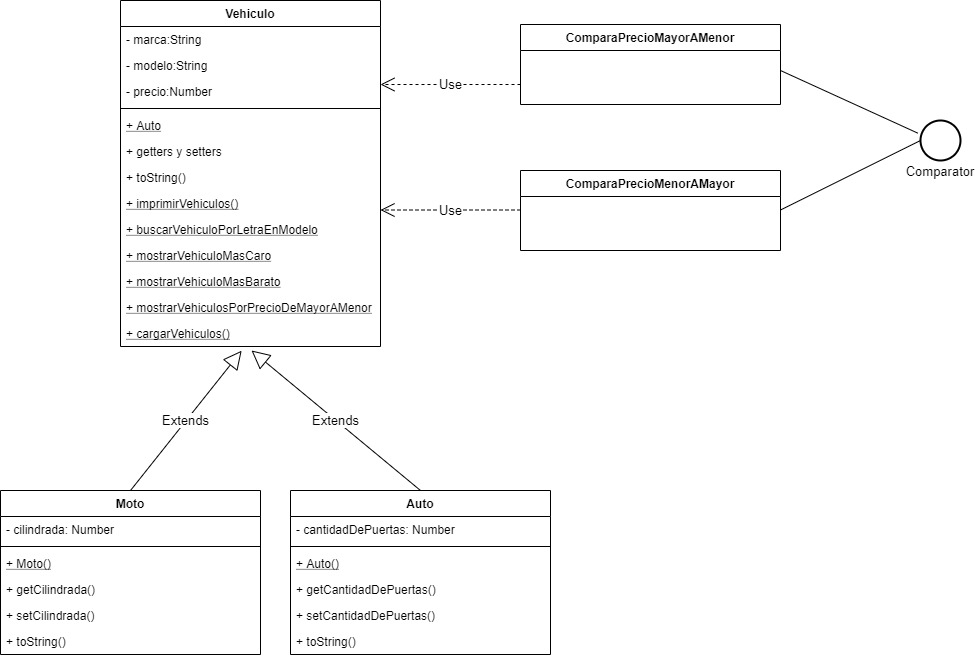 Vehiculo
- marca:String
- modelo:String
- precio:Number
+ Auto
+ getters y setters
+ toString()
+ imprimirVehiculos()
+ buscarVehiculoPorLetraEnModelo
+ mostrarVehiculoMasCaro
+ mostrarVehiculoMasBarato
+ mostrarVehiculosPorPrecioDeMayorAMenor
+ cargarVehiculos()
ComparaPrecioMayorAMenor
Use
ComparaPrecioMenorAMayor
Use
Comparator
Extends
Extends
Moto
- cilindrada: Number
+ Moto()
+ getCilindrada()
+ setCilindrada()
+ toString()
Auto
- cantidadDePuertas: Number
+ Auto()
+ getCantidadDePuertas()
+ setCantidadDePuertas()
+ toString()